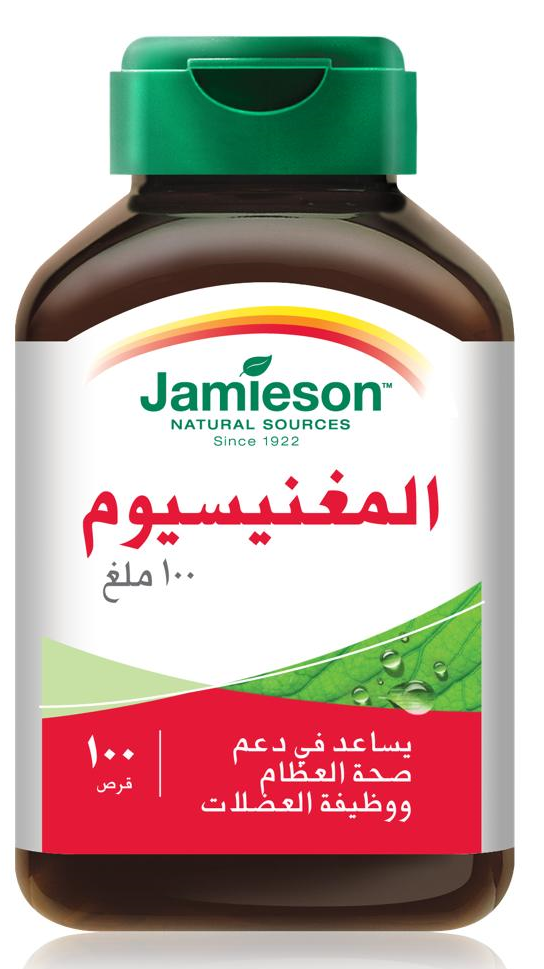 Jamieson™
NATURAL SOURCES
Since 1922
المغنيسيوم
١٠٠ ملغ
يساعد في دعم
صحة العظام
ووظيفة العضلات
١٠٠
قرص